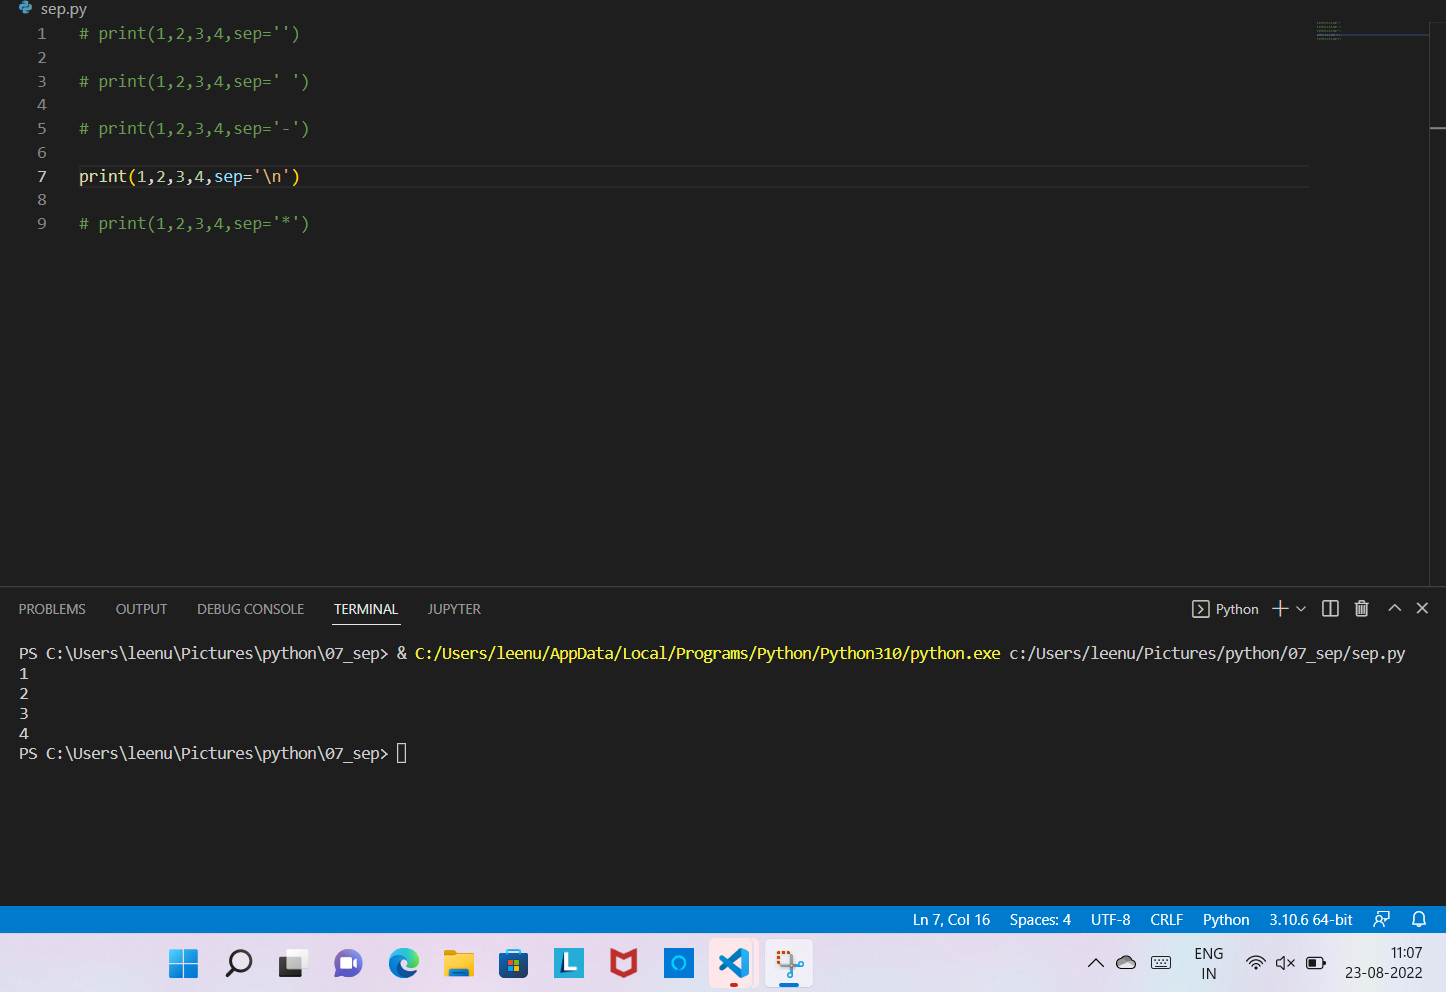 sep.py
1 # print(1,2,3,4,sep='')
2
3 # print(1,2,3,4,sep=' ')
4
5 # print(1,2,3,4,sep='-')
6
7 print(1,2,3,4,sep='\n')
8
9 # print(1,2,3,4,sep='*')
PROBLEMS OUTPUT DEBUG CONSOLE TERMINAL JUPYTER Python
PS C:\Users\leenu\Pictures\python\07_sep> & C:/Users/leenu/AppData/Local/Programs/Python/Python310/python.exe c:/Users/leenu/Pictures/python/07_sep/sep.py
1
2
3
4
PS C:\Users\leenu\Pictures\python\07_sep>
Ln 7, Col 16 Spaces: 4 UTF-8 CRLF Python 3.10.6 64-bit
L
ENG
IN
11:07
23-08-2022